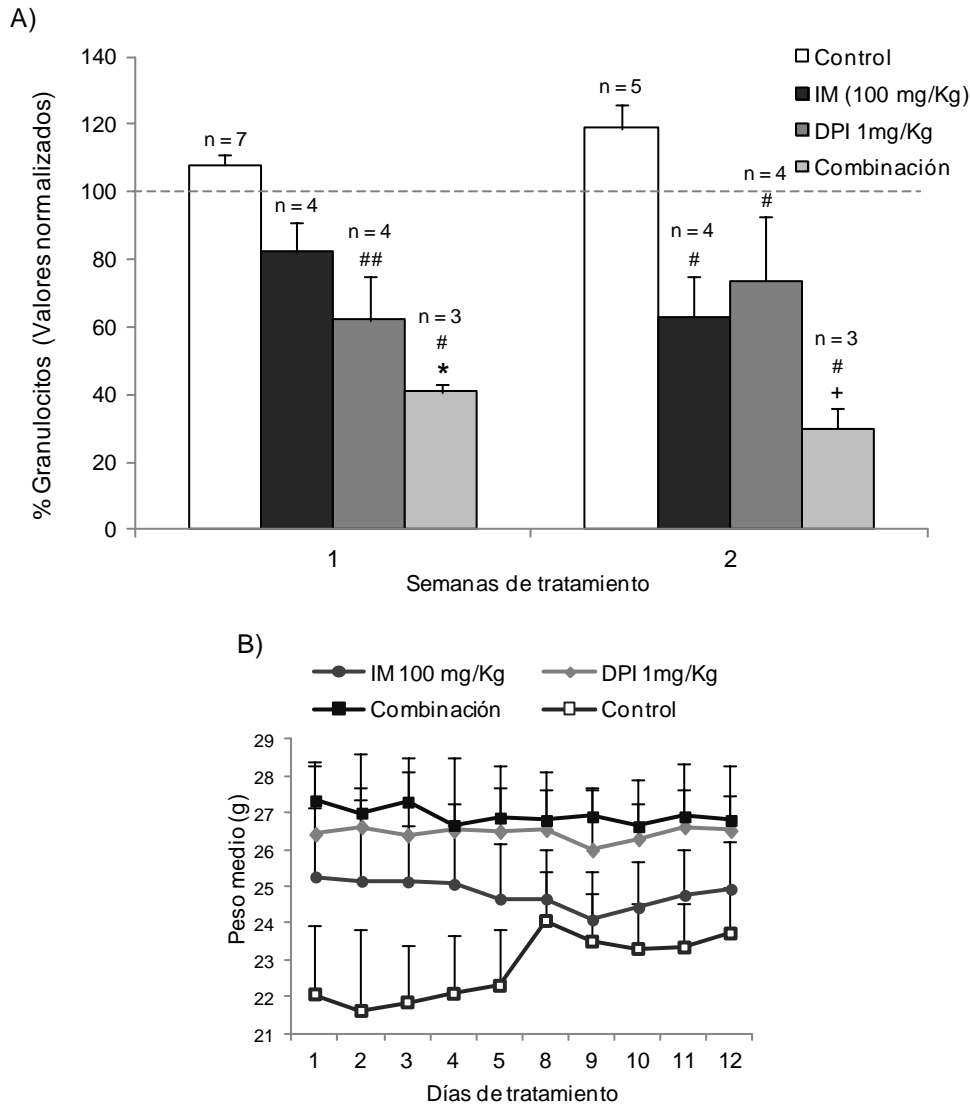 A)
% Granulocitos (Valores normalizados)
140
120
100
80
60
40
20
0
n = 7
n = 4
n = 4
##
n = 3
#
*
n = 5
n = 4
#
n = 4
#
n = 3
#
+
Control
IM (100 mg/Kg)
DPI 1mg/Kg
Combinación
1 2
Semanas de tratamiento
B)
IM 100 mg/Kg DPI 1mg/Kg
Combinación Control
Peso medio (g)
29
28
27
26
25
24
23
22
21
1 2 3 4 5 8 9 10 11 12
Días de tratamiento